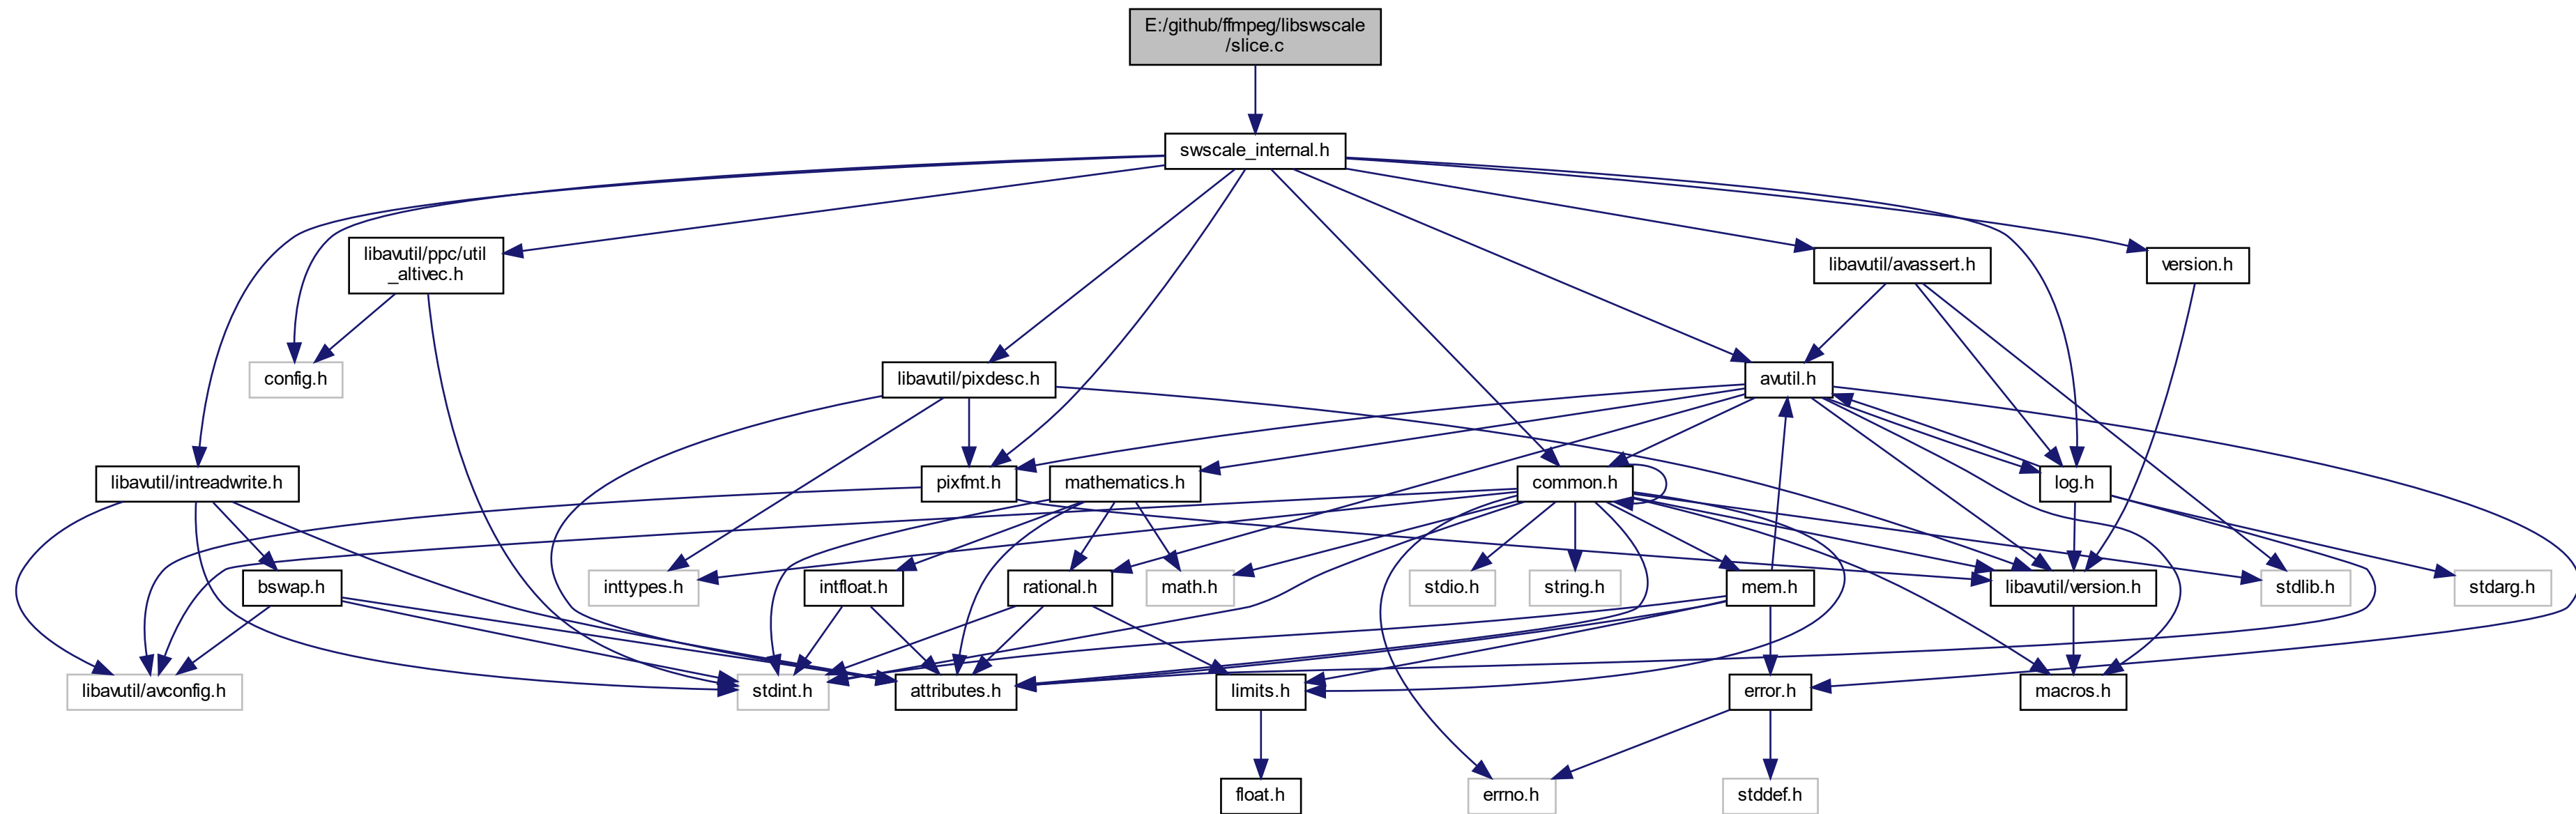 E:/github/ffmpeg/libswscale
/slice.c
swscale_internal.h
libavutil/ppc/util
_altivec.h
libavutil/avassert.h
version.h
config.h
libavutil/pixdesc.h
avutil.h
libavutil/intreadwrite.h
pixfmt.h
mathematics.h
common.h
log.h
bswap.h
inttypes.h
intfloat.h
rational.h
math.h
stdio.h
string.h
mem.h
libavutil/version.h
stdlib.h
stdarg.h
libavutil/avconfig.h
stdint.h
attributes.h
limits.h
error.h
macros.h
float.h
errno.h
stddef.h